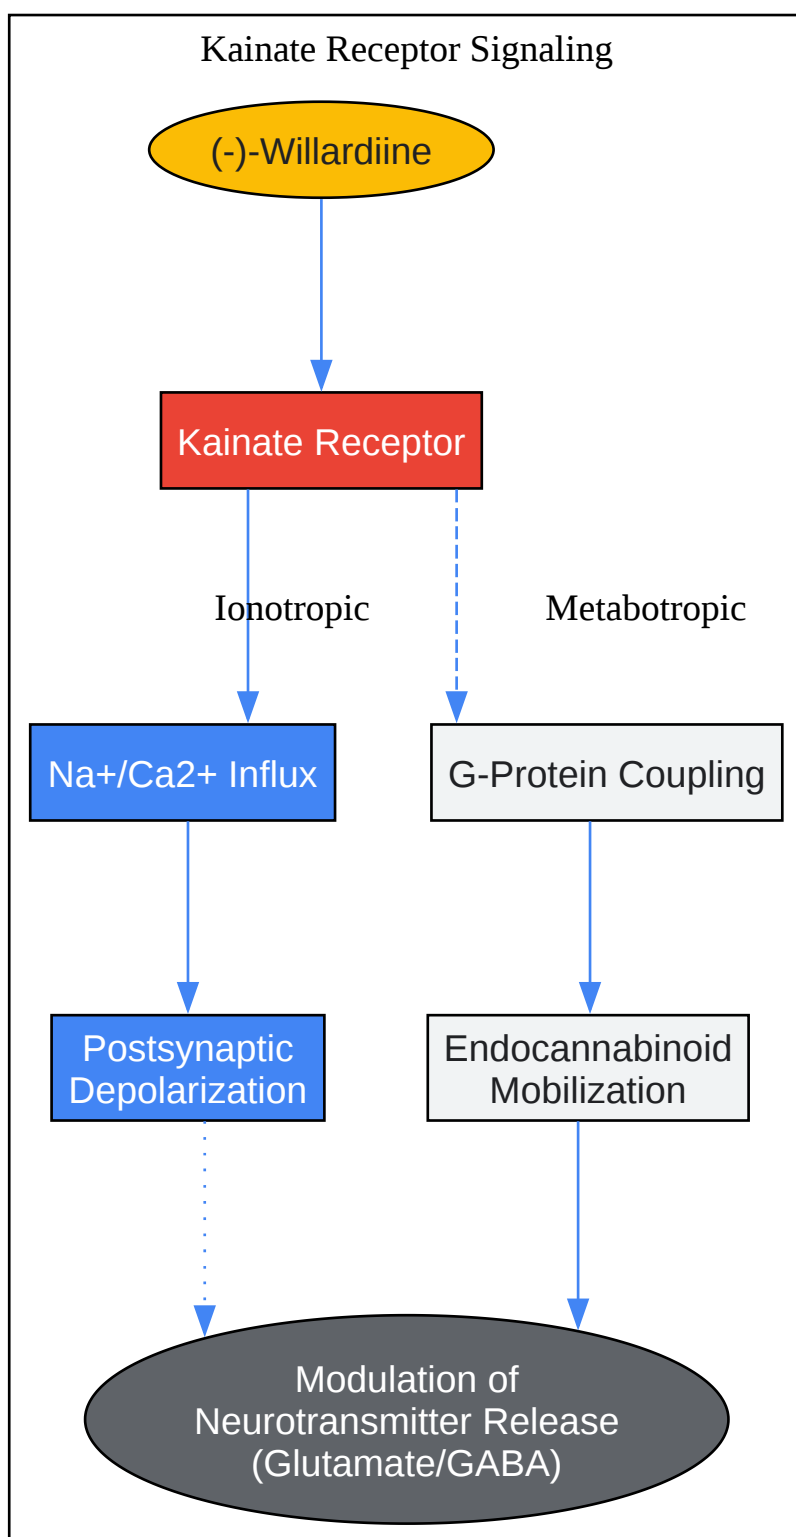 Kainate Receptor Signaling
(-)-Willardiine
Kainate Receptor
Ionotropic
Metabotropic
Na+/Ca2+ Influx
G-Protein Coupling
Postsynaptic
Depolarization
Endocannabinoid
Mobilization
Modulation of
Neurotransmitter Release
(Glutamate/GABA)